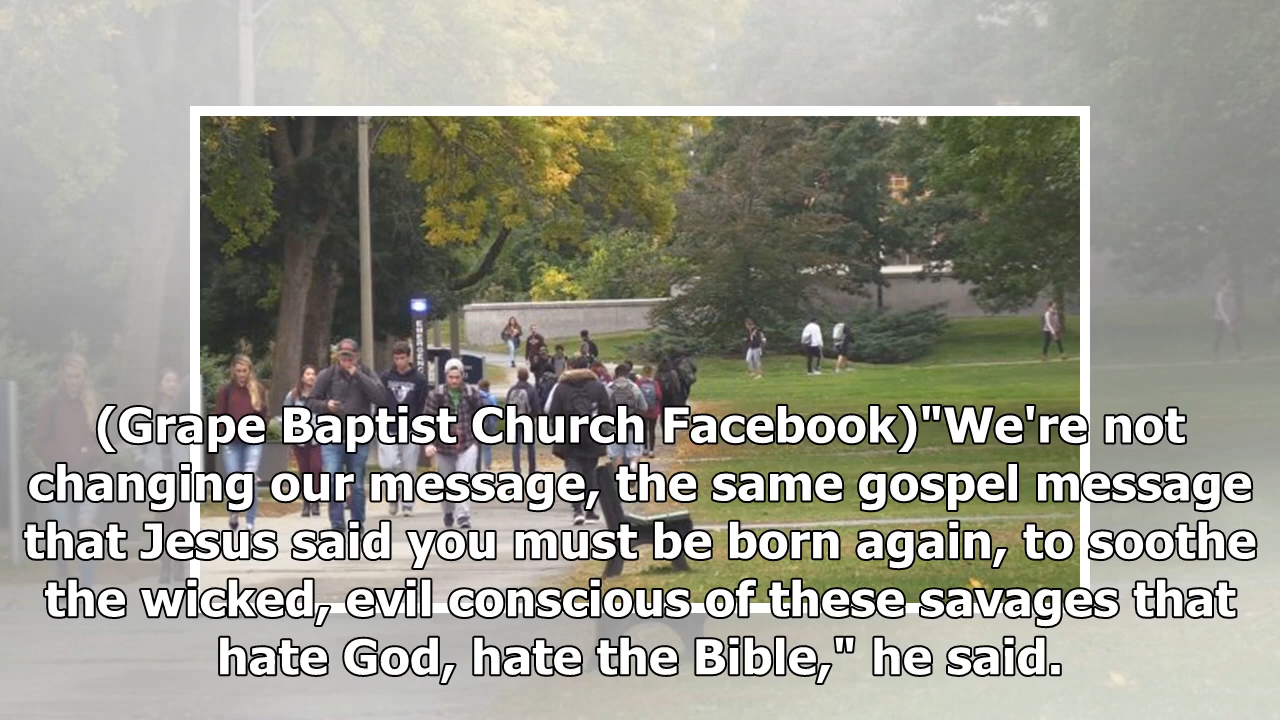 (Grape Baptist Church Facebook)"We're not
changing our message, the same gospel message
that Jesus said you must be born again, to soothe
the wicked, evil conscious of these savages that
hate God, hate the Bible," he said.